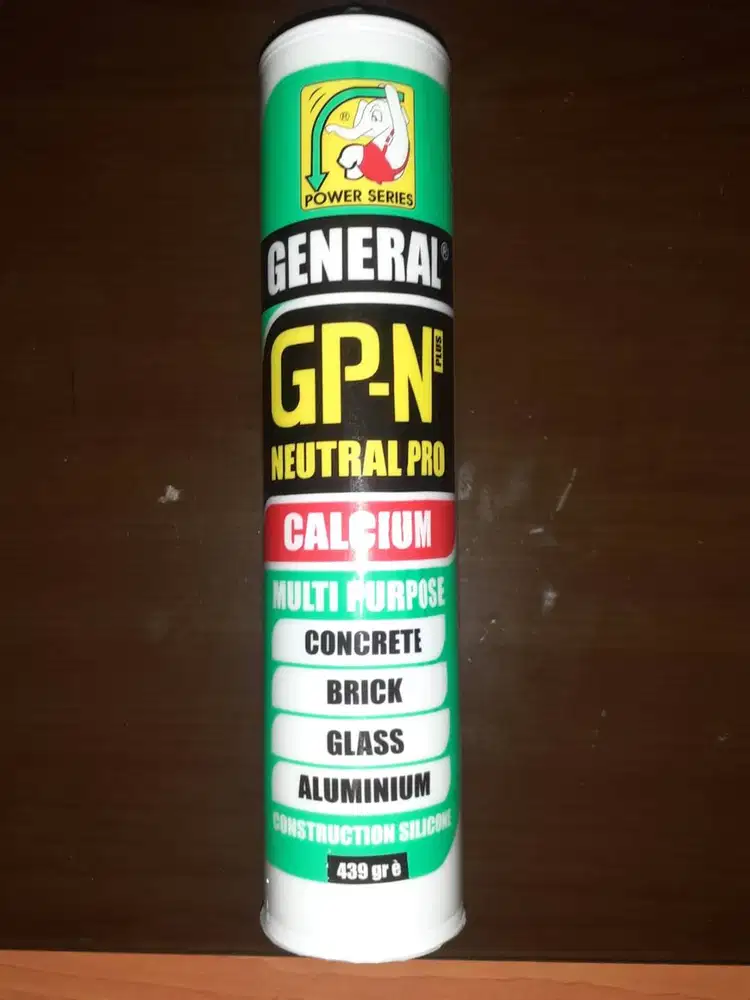 ®
POWER SERIES
GENERAL®
GP-N PLUS
NEUTRAL PRO
CALCIUM
MULTI PURPOSE
CONCRETE
BRICK
GLASS
ALUMINIUM
CONSTRUCTION SILICONE
439 gr è